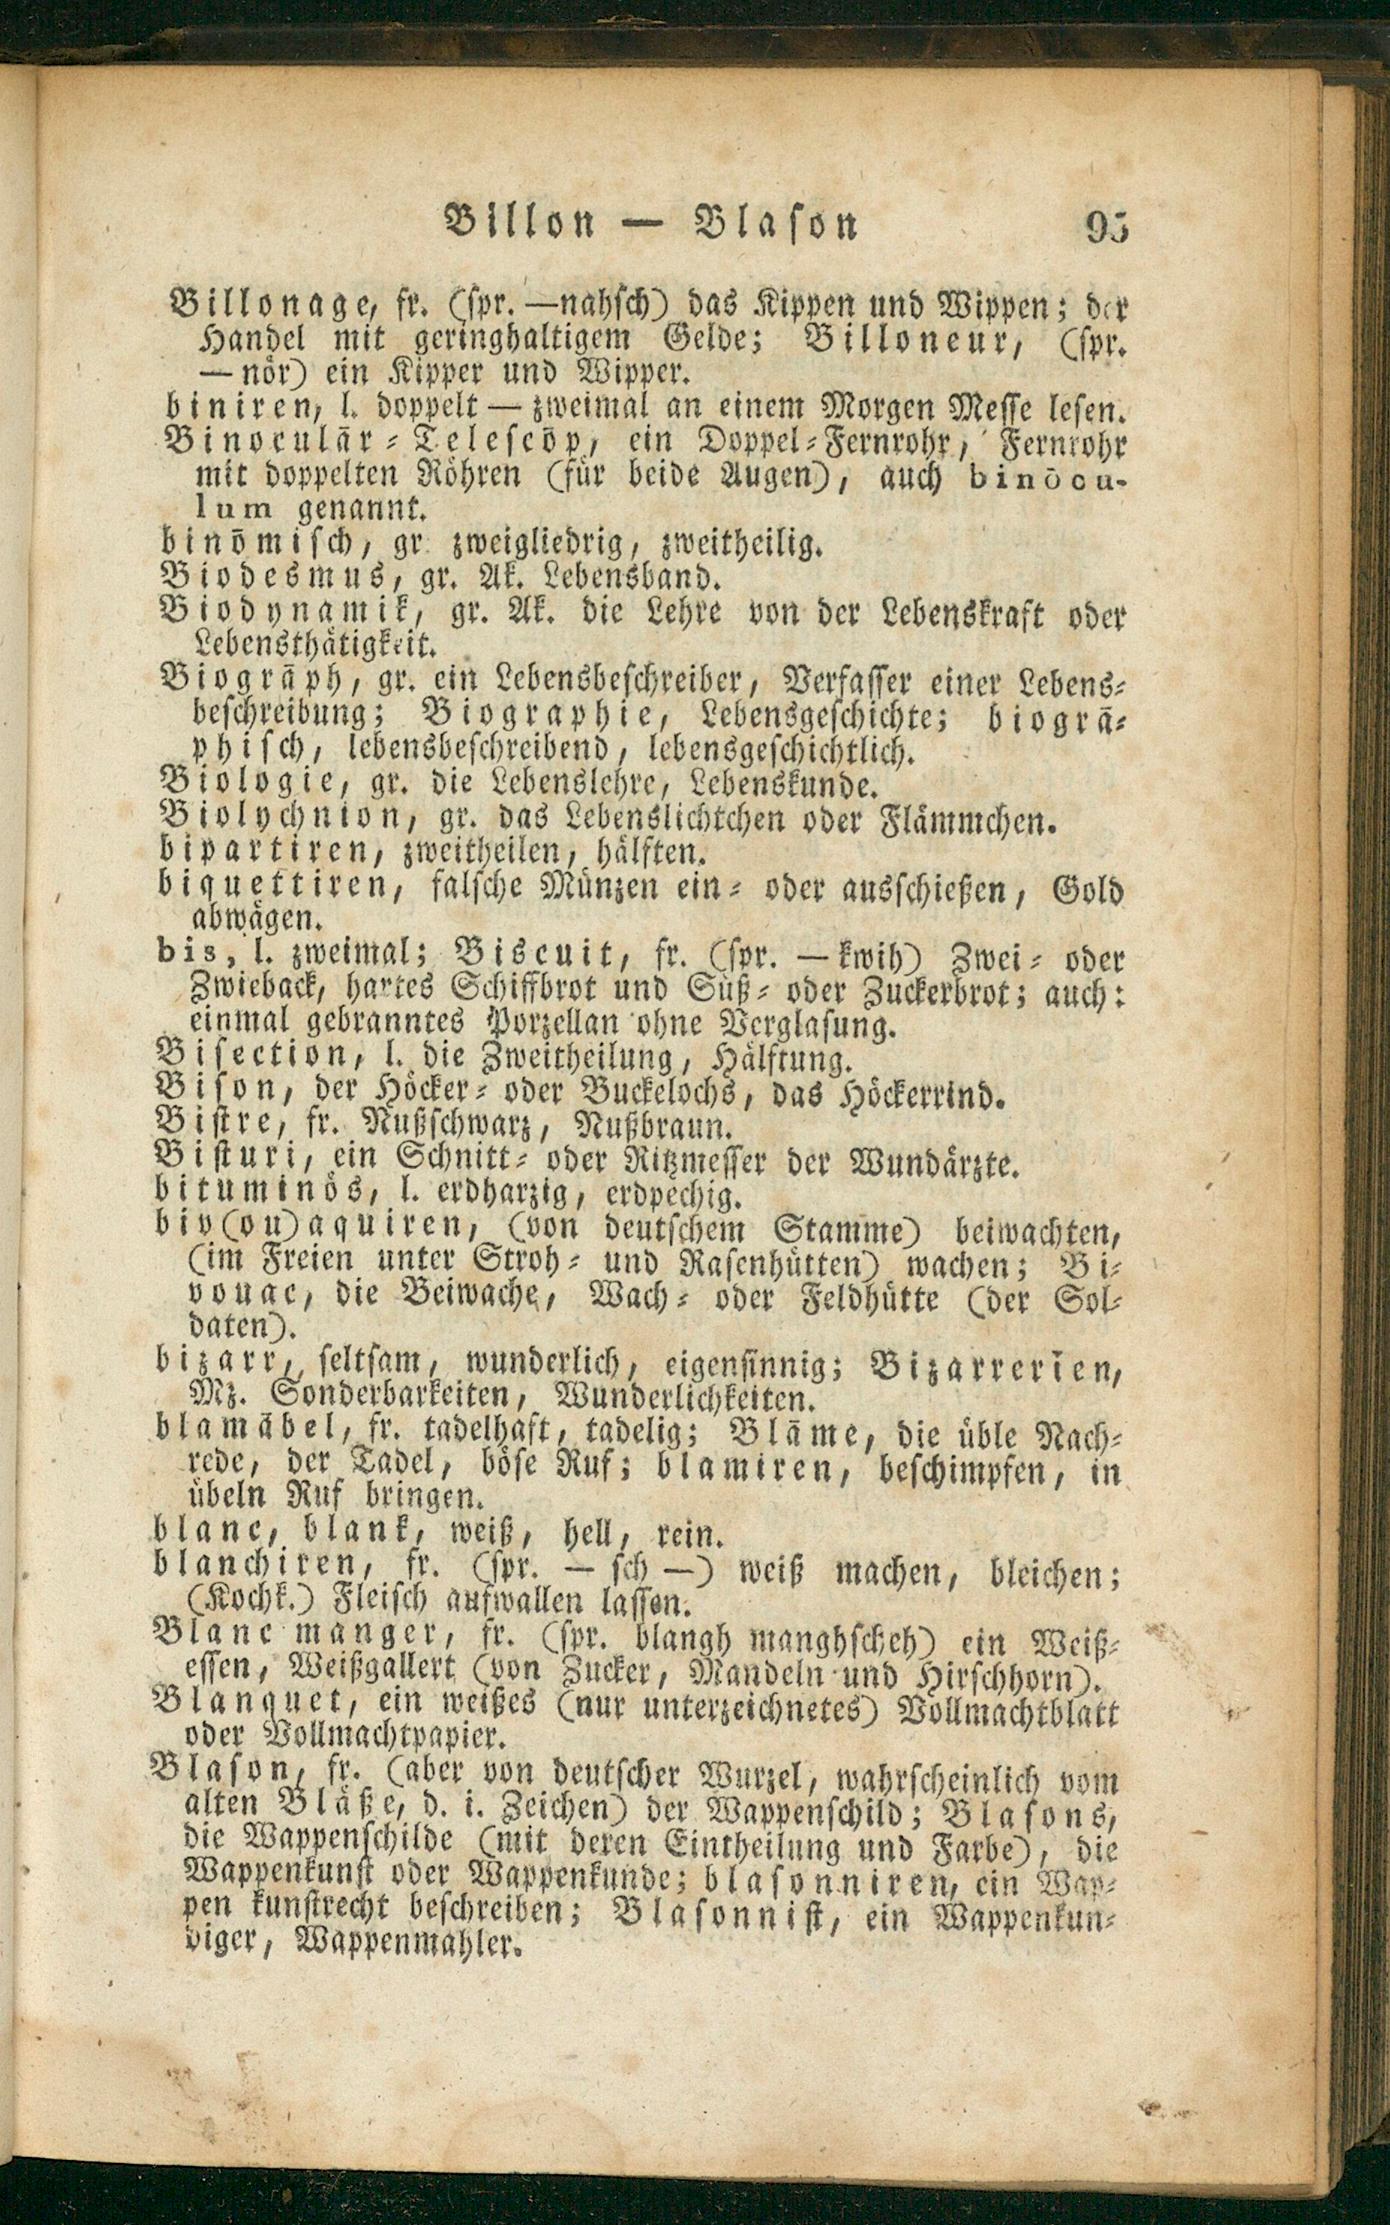 Billon — Blason 95
Billonage, fr. (spr. —nahsch) das Kippen und Wippen; der
Handel mit geringhaltigem Gelde; Billoneur, (spr.
—nör) ein Kipper und Wipper.
biniren, l. doppelt — zweimal an einem Morgen Messe lesen.
Binoculār-Telescōp, ein Doppel-Fernrohr, Fernrohr
mit doppelten Röhren (für beide Augen), auch binōcu-
lum genannt.
binōmisch, gr. zweigliedrig, zweitheilig.
Biodesmus, gr. Ak. Lebensband.
Biodynamik, gr. Ak. die Lehre von der Lebenskraft oder
Lebensthätigkeit.
Biogrāph, gr. ein Lebensbeschreiber, Verfasser einer Lebens-
beschreibung; Biographie, Lebensgeschichte; biogrā-
phisch, lebensbeschreibend, lebensgeschichtlich.
Biologie, gr. die Lebenslehre, Lebenskunde.
Biolychnion, gr. das Lebenslichtchen oder Flämmchen.
bipartiren, zweitheilen, hälften.
biquettiren, falsche Münzen ein- oder ausschießen, Gold
abwägen.
bis, l. zweimal; Biscuit, fr. (spr. —kwih) Zwei- oder
Zwieback, hartes Schiffbrot und Süß- oder Zuckerbrot; auch:
einmal gebranntes Porzellan ohne Verglasung.
Bisection, l. die Zweitheilung, Hälftung.
Bison, der Höcker- oder Buckelochs, das Höckerrind.
Bistre, fr. Nußschwarz, Nußbraun.
Bisturi, ein Schnitt- oder Ritzmesser der Wundärzte.
bituminös, l. erdharzig, erdpechig.
biv(ou)aquiren, (von deutschem Stamme) beiwachten,
(im Freien unter Stroh- und Rasenhütten) wachen; Bi-
vouac, die Beiwache, Wach- oder Feldhütte (der Sol-
daten).
bizarr, seltsam, wunderlich, eigensinnig; Bizarrerīen,
Mz. Sonderbarkeiten, Wunderlichkeiten.
blamābel, fr. tadelhaft, tadelig; Blāme, die üble Nach-
rede, der Tadel, böse Ruf; blamiren, beschimpfen, in
übeln Ruf bringen.
blanc, blank, weiß, hell, rein.
blanchiren, fr. (spr. — sch —) weiß machen, bleichen;
(Kochk.) Fleisch aufwallen lassen.
Blanc manger, fr. (spr. blangh manghscheh) ein Weiß-
essen, Weißgallert (von Zucker, Mandeln und Hirschhorn).
Blanquet, ein weißes (nur unterzeichnetes) Vollmachtblatt
oder Vollmachtpapier.
Blason, fr. (aber von deutscher Wurzel, wahrscheinlich vom
alten Bläße, d. i. Zeichen) der Wappenschild; Blasons,
die Wappenschilde (mit deren Eintheilung und Farbe), die
Wappenkunst oder Wappenkunde; blasonniren, ein Wap-
pen kunstrecht beschreiben; Blasonnist, ein Wappenkun-
diger, Wappenmahler.